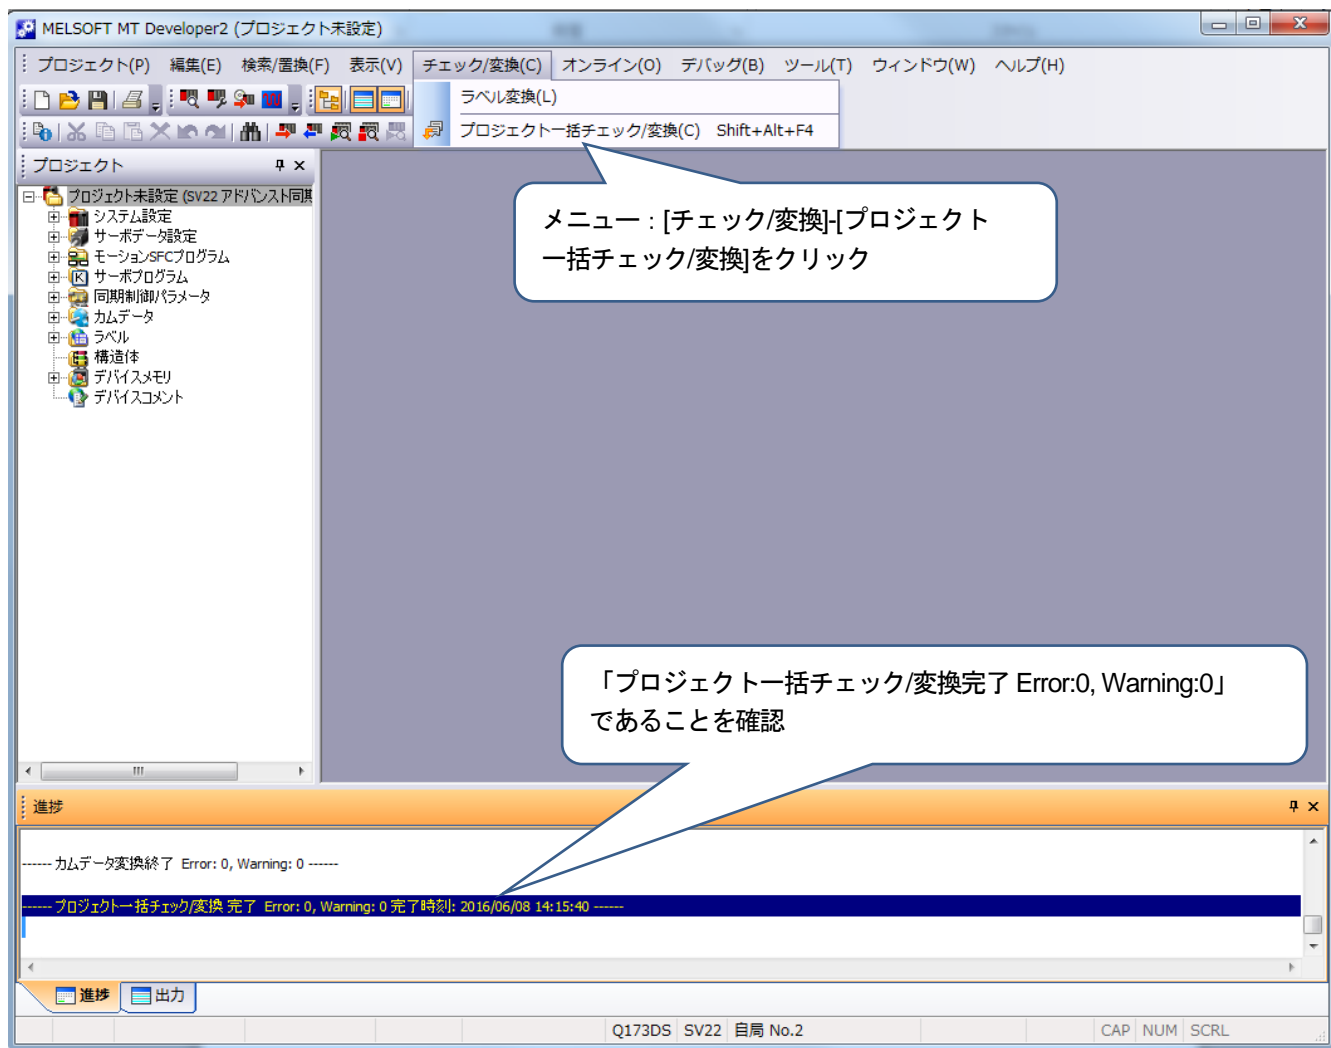 MELSOFT MT Developer2 (プロジェクト未設定)
プロジェクト(P) 編集(E) 検索/置換(F) 表示(V) チェック/変換(C) オンライン(O) デバッグ(B) ツール(T) ウィンドウ(W) ヘルプ(H)
ラベル変換(L)
プロジェクト一括チェック/変換(C) Shift+Alt+F4
プロジェクト
プロジェクト未設定 (SV22 アドバンスト同期
システム設定
サーボデータ設定
モーションSFCプログラム
サーボプログラム
同期制御パラメータ
カムデータ
ラベル
構造体
デバイスメモリ
デバイスコメント
メニュー : [チェック/変換]-[プロジェクト
一括チェック/変換]をクリック
「プロジェクト一括チェック/変換完了 Error:0, Warning:0」
であることを確認
進捗
------ カムデータ変換終了 Error: 0, Warning: 0 ------
------ プロジェクト一括チェック/変換 完了 Error: 0, Warning: 0 完了時刻: 2016/06/08 14:15:40 ------
進捗 出力
Q173DS SV22 自局 No.2 CAP NUM SCRL